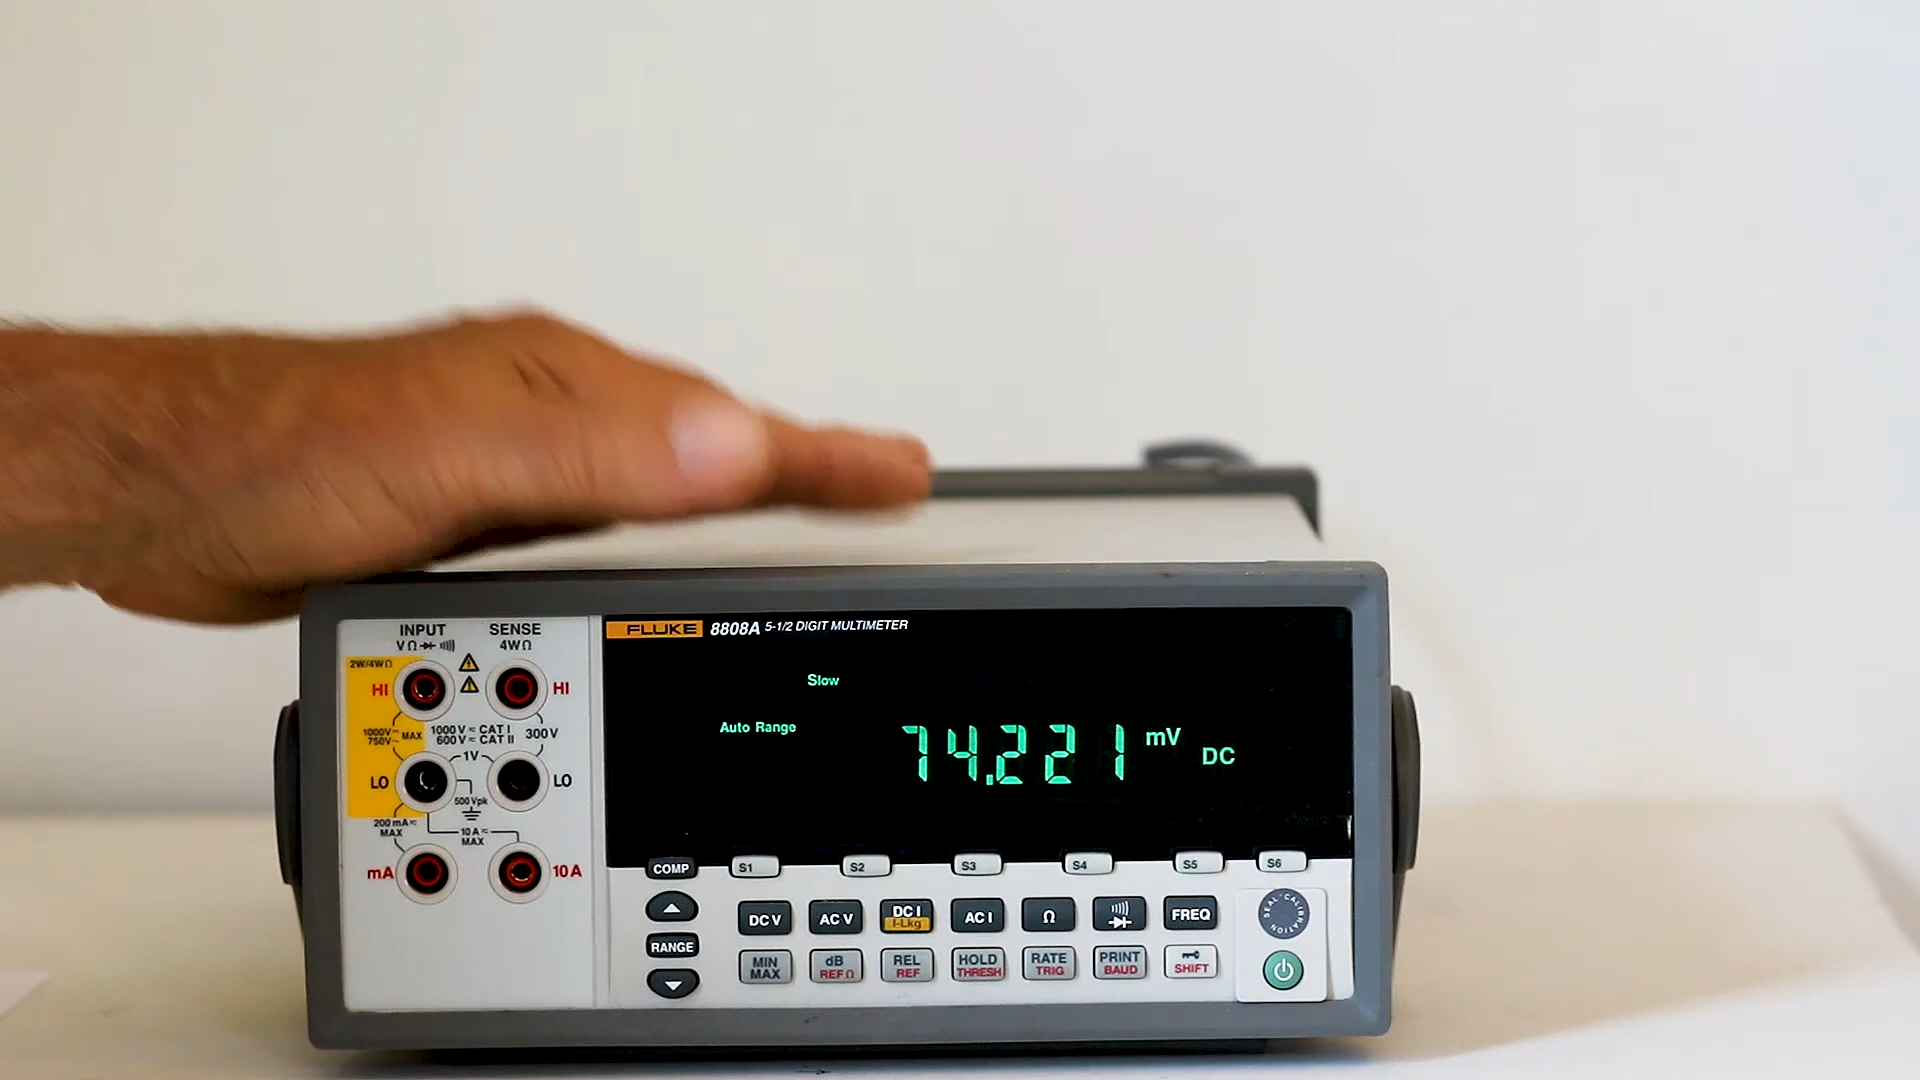 INPUT
VΩ
SENSE
4WΩ
2W/4WΩ
HI
HI
1000V
750V
MAX
1000V CAT I
600V CAT II
300V
1V
LO
LO
500Vpk
200mA
MAX
10A
MAX
mA
10A
FLUKE 8808A 5-1/2 DIGIT MULTIMETER
Slow
Auto Range
74.221 mV DC
COMP
S1
S2
S3
S4
S5
S6
RANGE
DC V
AC V
DC I
I-Lkg
AC I
Ω
FREQ
MIN
MAX
dB
REF Ω
REL
REF
HOLD
THRESH
RATE
TRIG
PRINT
BAUD
SHIFT
SEAL-CALIBRATION